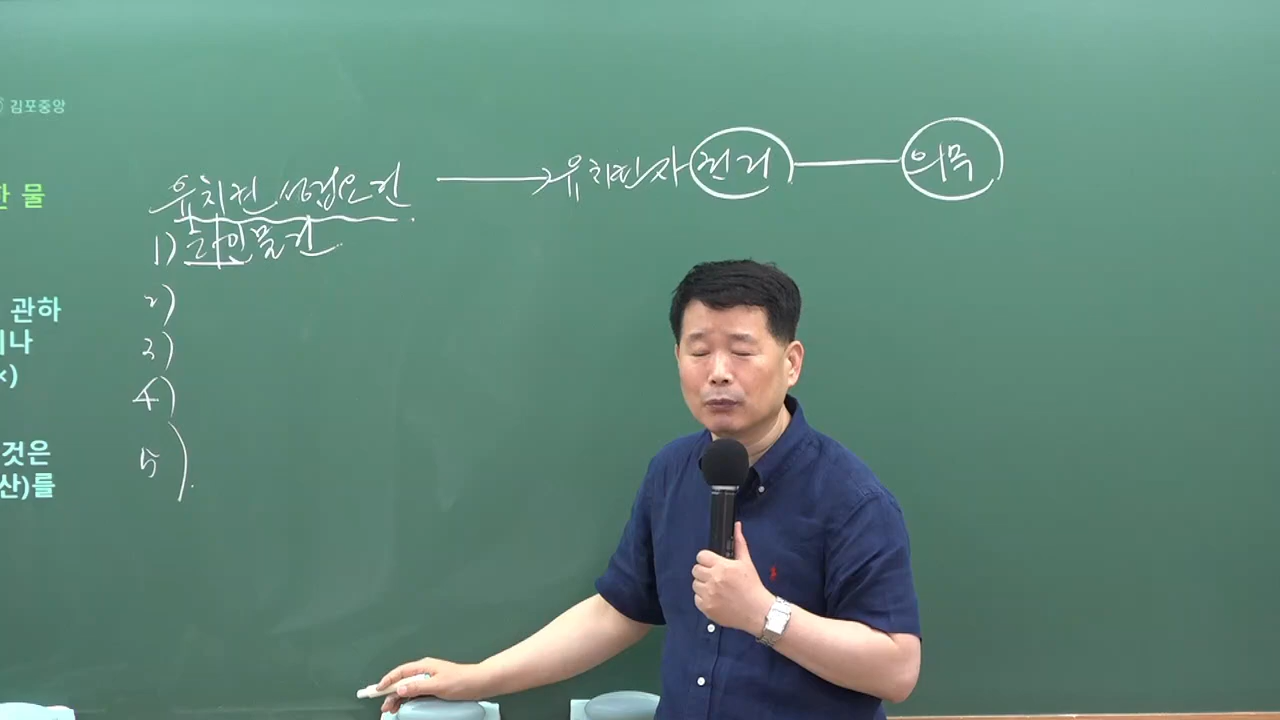 김포중앙
한 물
관하
나
×)
것은
산)를
유치권 성립요건 → 유치권자 권리 — 의무
1) 타인물건
2)
3)
4)
5)